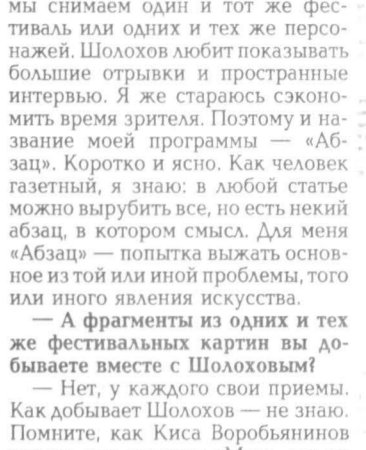 мы снимаем один и тот же фес-
тиваль или одних и тех же персо-
нажей. Шолохов любит показывать
большие отрывки и пространные
интервью. Я же стараюсь сэконо-
мить время зрителя. Поэтому и на-
звание моей программы — «Аб-
зац». Коротко и ясно. Как человек
газетный, я знаю: в любой статье
можно вырубить все, но есть некий
абзац, в котором смысл. Для меня
«Абзац» — попытка выжать основ-
ное из той или иной проблемы, того
или иного явления искусства.
— А фрагменты из одних и тех
же фестивальных картин вы до-
бываете вместе с Шолоховым?
— Нет, у каждого свои приемы.
Как добывает Шолохов — не знаю.
Помните, как Киса Воробьянинов